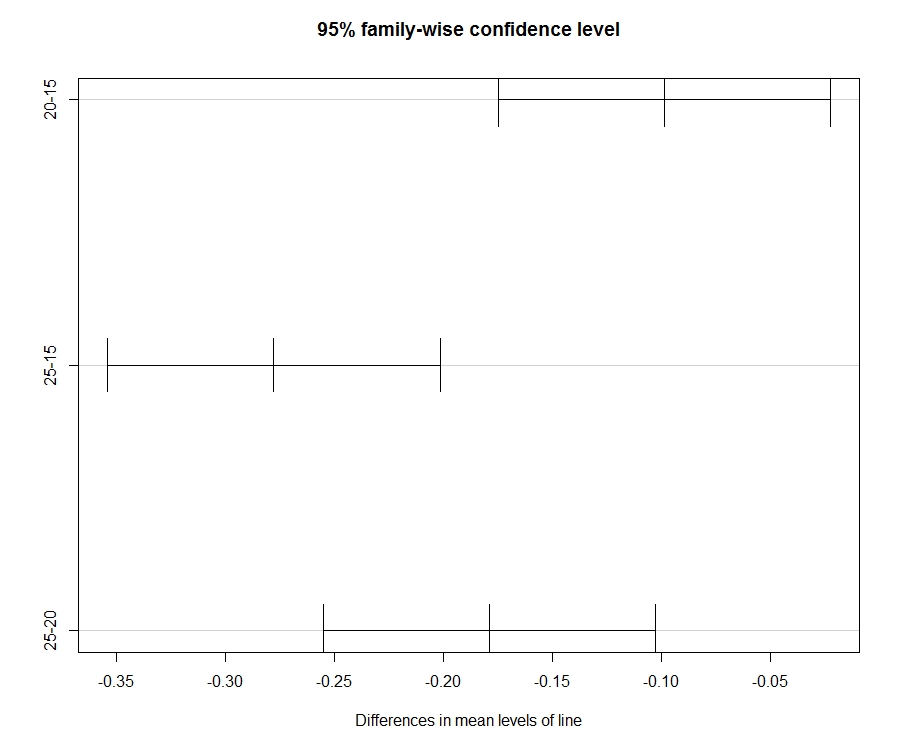 95% family-wise confidence level
20-15
25-15
25-20
-0.35 -0.30 -0.25 -0.20 -0.15 -0.10 -0.05
Differences in mean levels of line